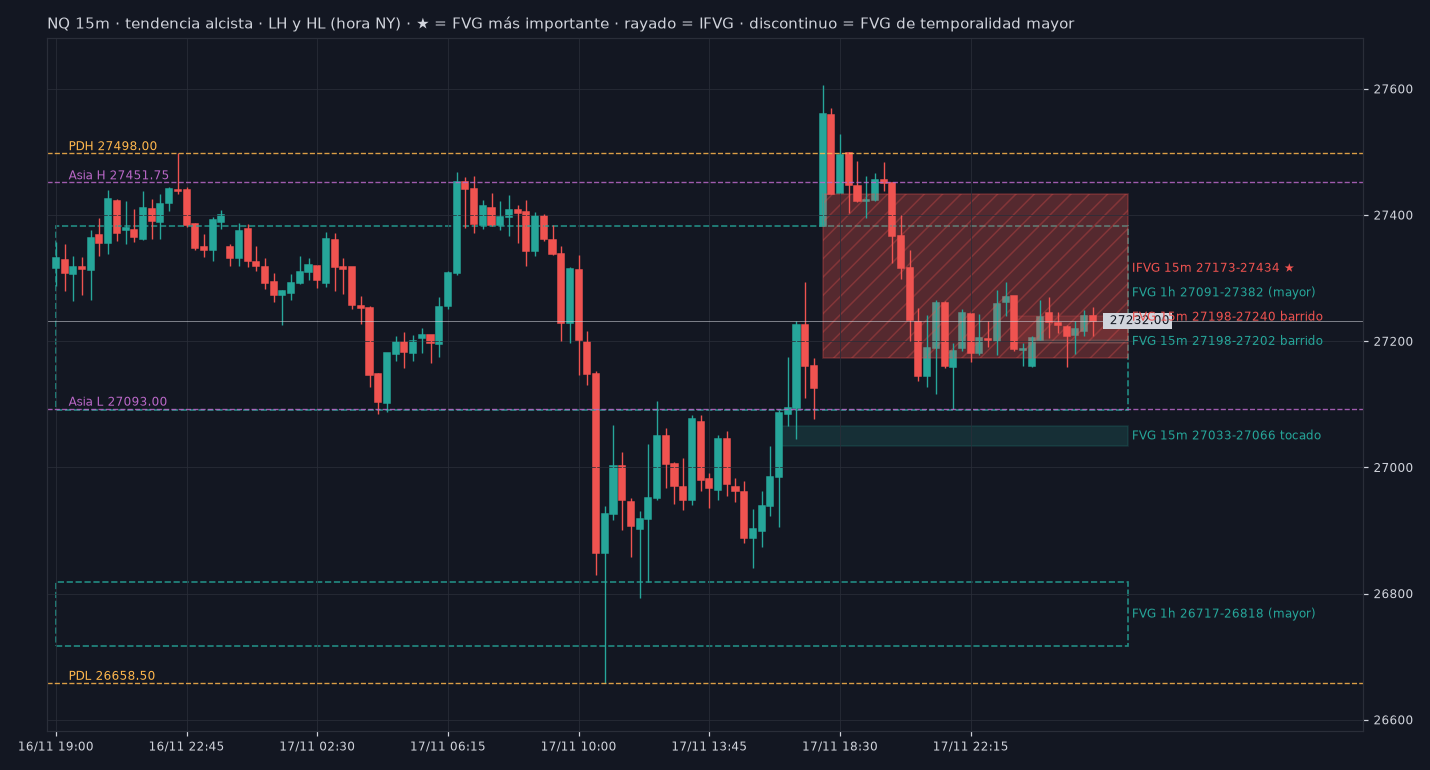 NQ 15m · tendencia alcista · LH y HL (hora NY) · ★ = FVG más importante · rayado = IFVG · discontinuo = FVG de temporalidad mayor
27600
PDH 27498.00
Asia H 27451.75
27400
IFVG 15m 27173-27434 ★
FVG 1h 27091-27382 (mayor)
FVG 15m 27198-27240 barrido
27232.00
FVG 15m 27198-27202 barrido
27200
Asia L 27093.00
FVG 15m 27033-27066 tocado
27000
26800
FVG 1h 26717-26818 (mayor)
PDL 26658.50
26600
16/11 19:00
16/11 22:45
17/11 02:30
17/11 06:15
17/11 10:00
17/11 13:45
17/11 18:30
17/11 22:15